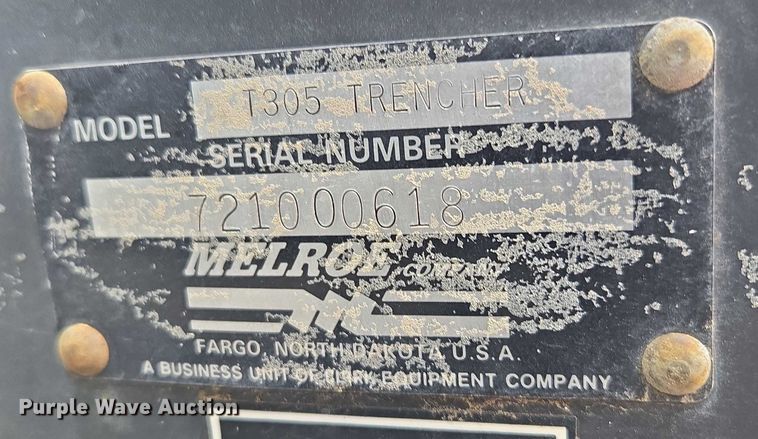 MODEL T305 TRENCHER
SERIAL NUMBER
721000618
MELROE COMPANY
FARGO, NORTH DAKOTA U.S.A.
A BUSINESS UNIT OF CLARK EQUIPMENT COMPANY
Purple Wave Auction